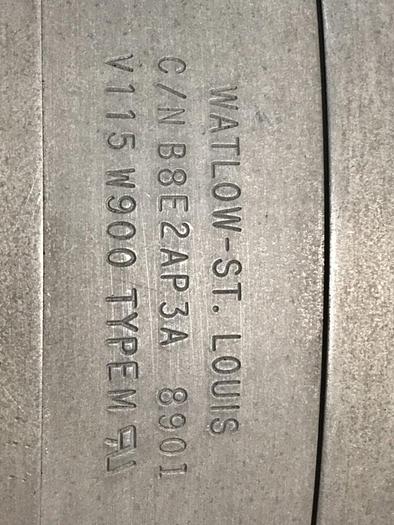 WATLOW-ST. LOUIS
C/N B8E2AP3A 8901
V115 W900 TYPEM